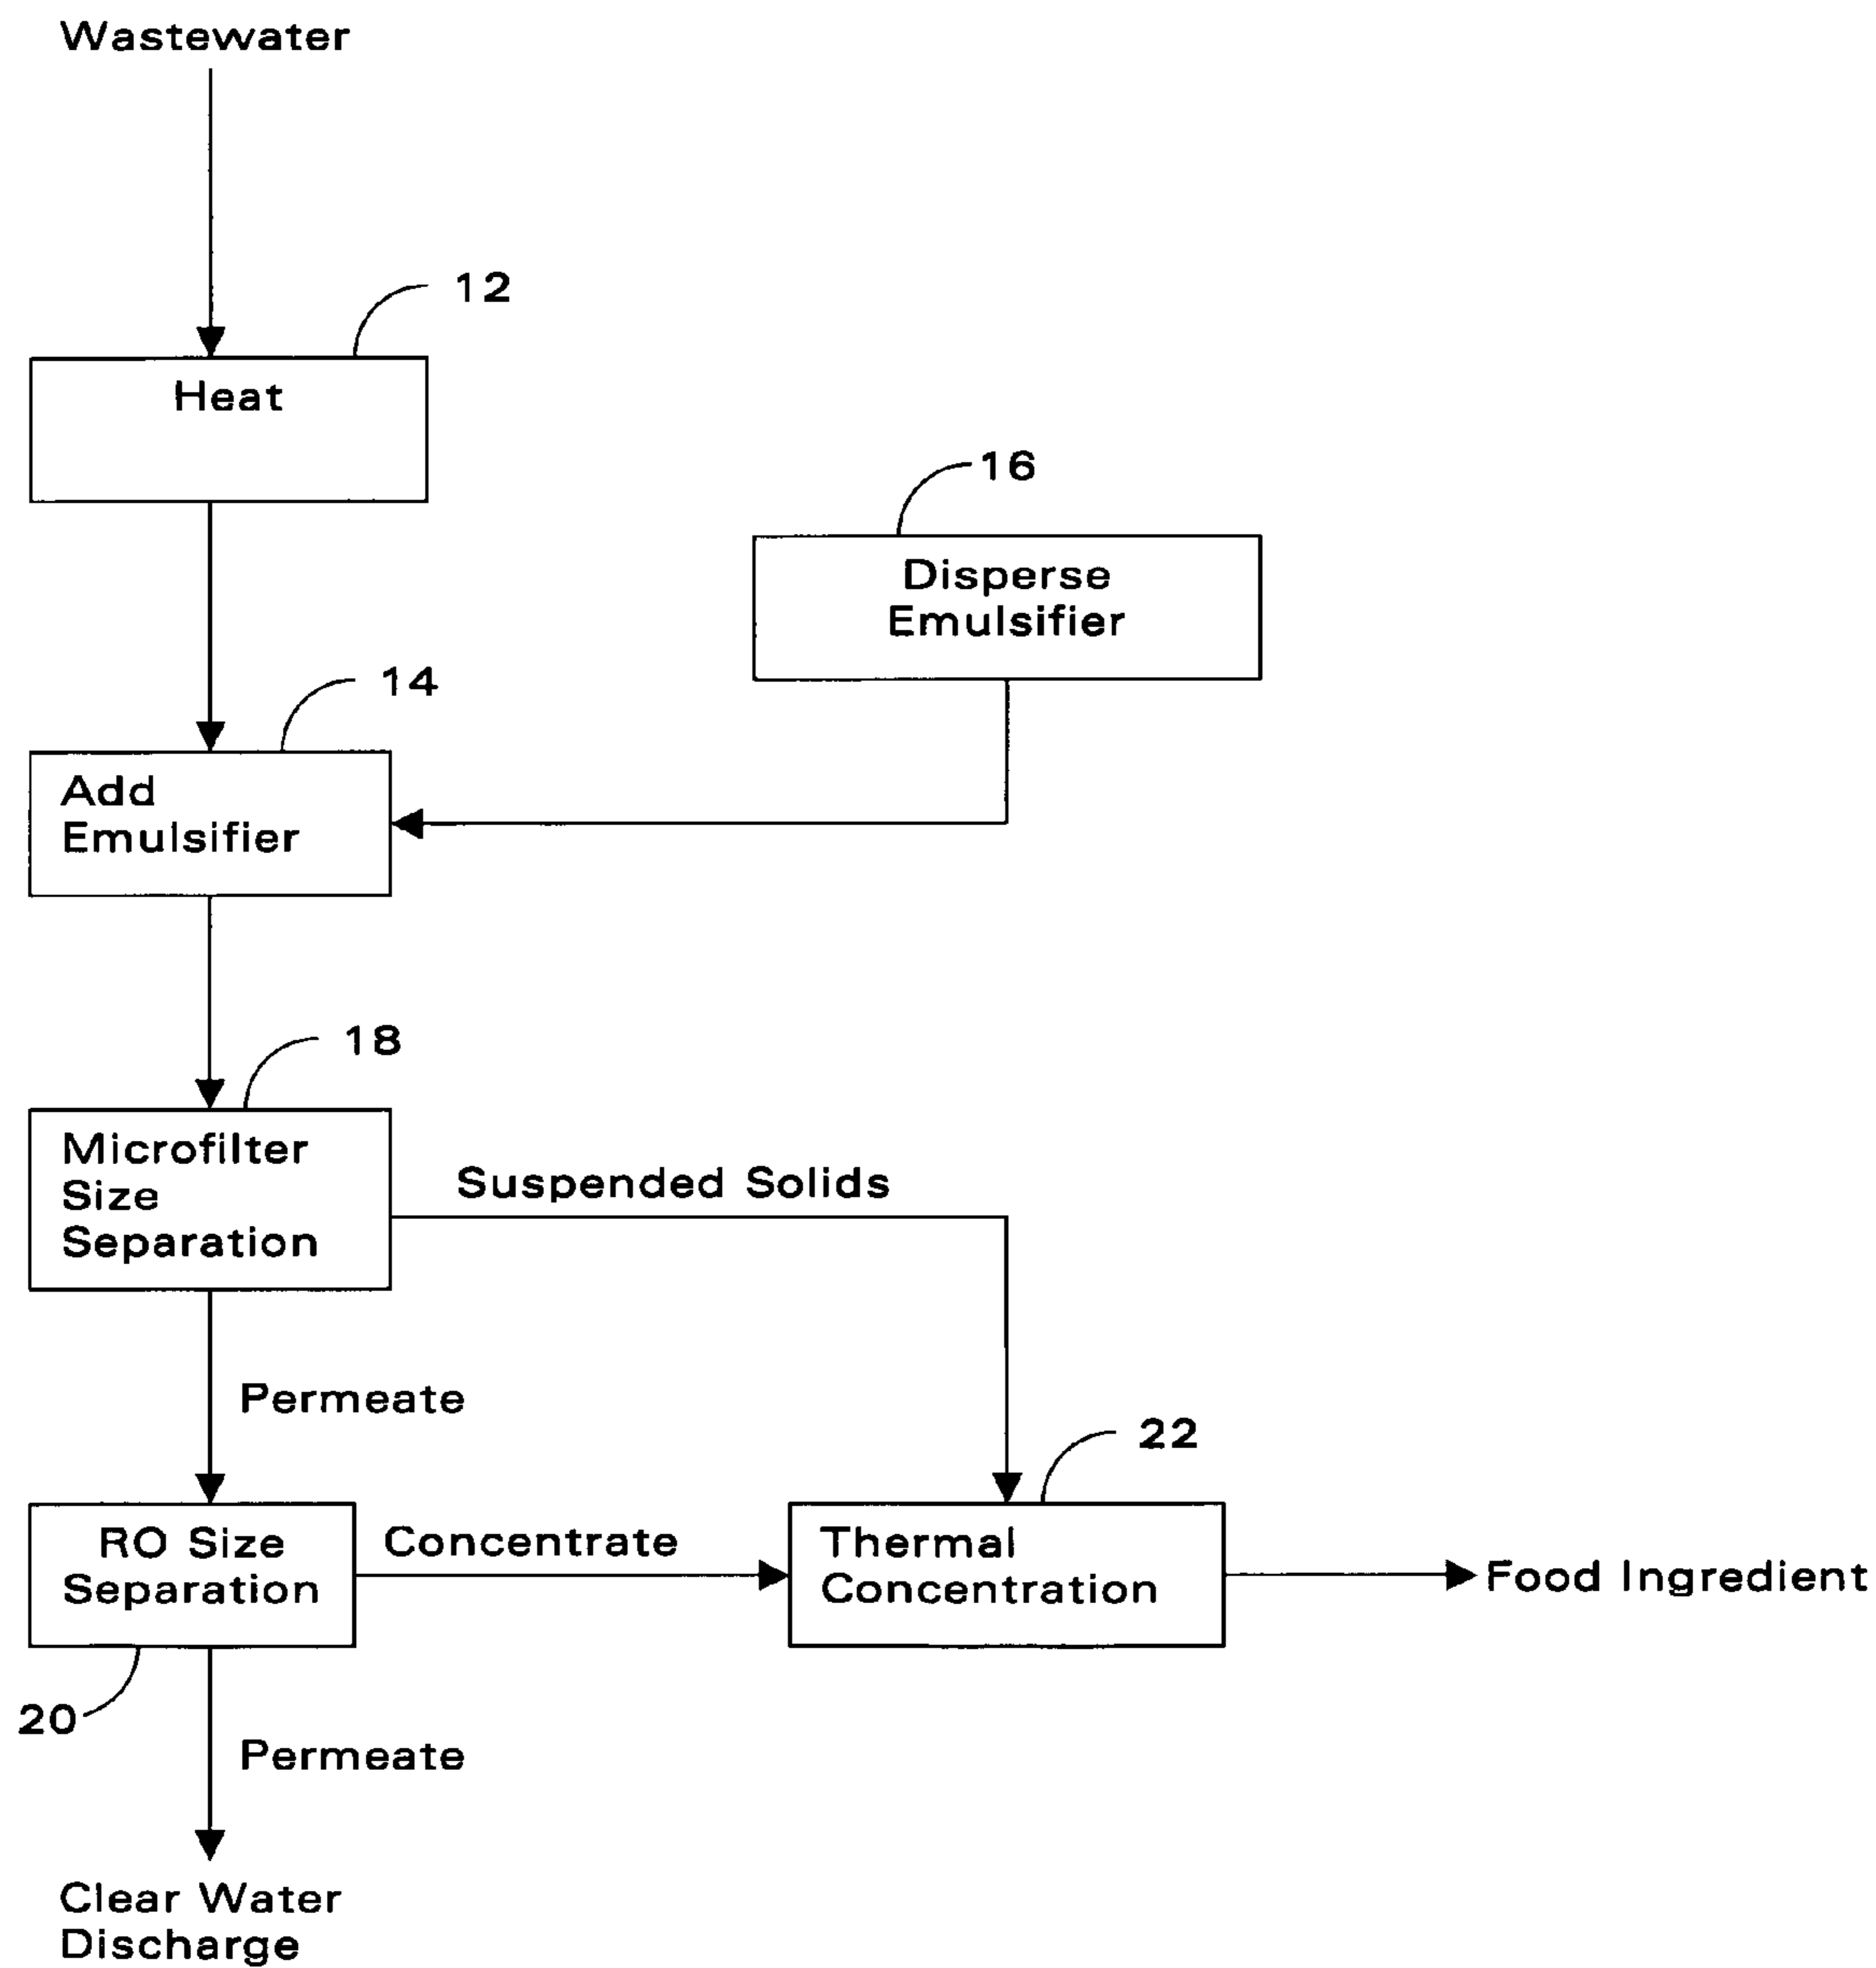 Wastewater
12
Heat
16
Disperse
Emulsifier
14
Add
Emulsifier
18
Microfilter
Size
Separation
Suspended Solids
Permeate
22
RO Size
Separation
Concentrate
Thermal
Concentration
Food Ingredient
20
Permeate
Clear Water
Discharge